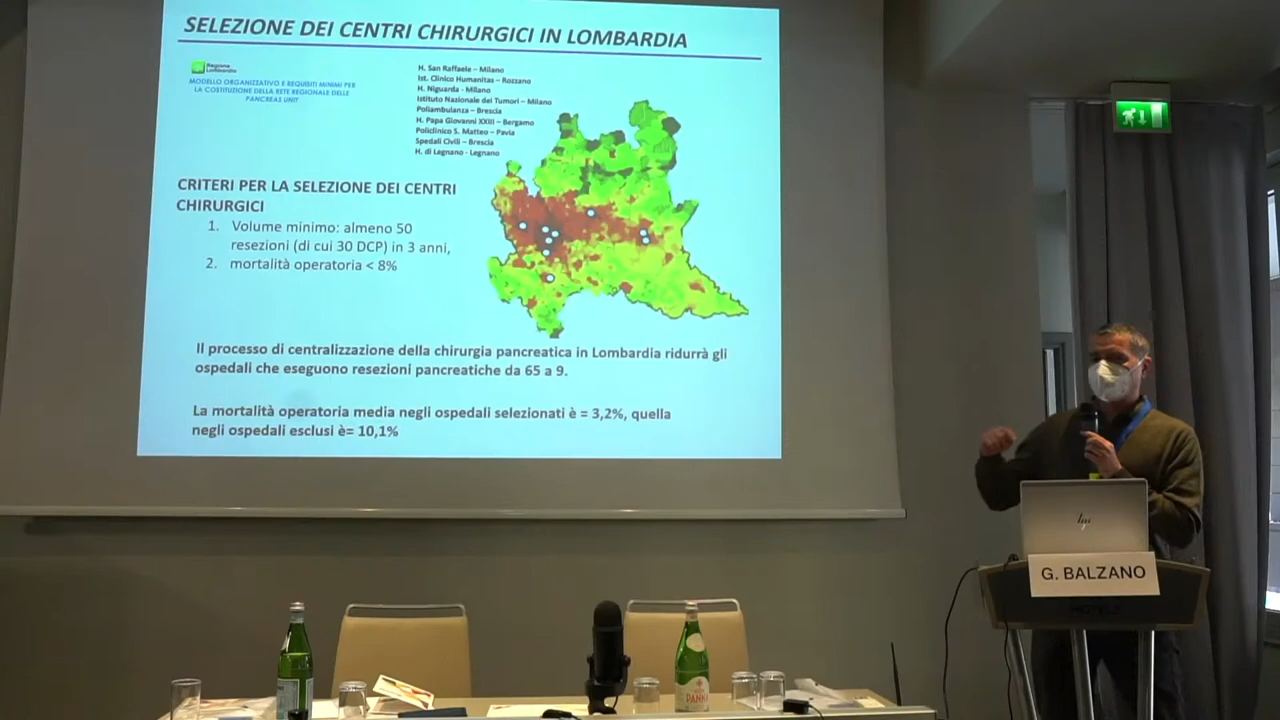 SELEZIONE DEI CENTRI CHIRURGICI IN LOMBARDIA
Regione
Lombardia
MODELLO ORGANIZZATIVO E REQUISITI MINIMI PER
LA COSTITUZIONE DELLA RETE REGIONALE DELLE
PANCREAS UNIT
H. San Raffaele – Milano
Ist. Clinico Humanitas – Rozzano
H. Niguarda - Milano
Istituto Nazionale dei Tumori – Milano
Poliambulanza – Brescia
H. Papa Giovanni XXIII – Bergamo
Policlinico S. Matteo – Pavia
Spedali Civili – Brescia
H. di Legnano - Legnano
CRITERI PER LA SELEZIONE DEI CENTRI
CHIRURGICI
1. Volume minimo: almeno 50
resezioni (di cui 30 DCP) in 3 anni,
2. mortalità operatoria < 8%
Il processo di centralizzazione della chirurgia pancreatica in Lombardia ridurrà gli
ospedali che eseguono resezioni pancreatiche da 65 a 9.
La mortalità operatoria media negli ospedali selezionati è = 3,2%, quella
negli ospedali esclusi è= 10,1%
hp
G. BALZANO
HOTELS
PANNA